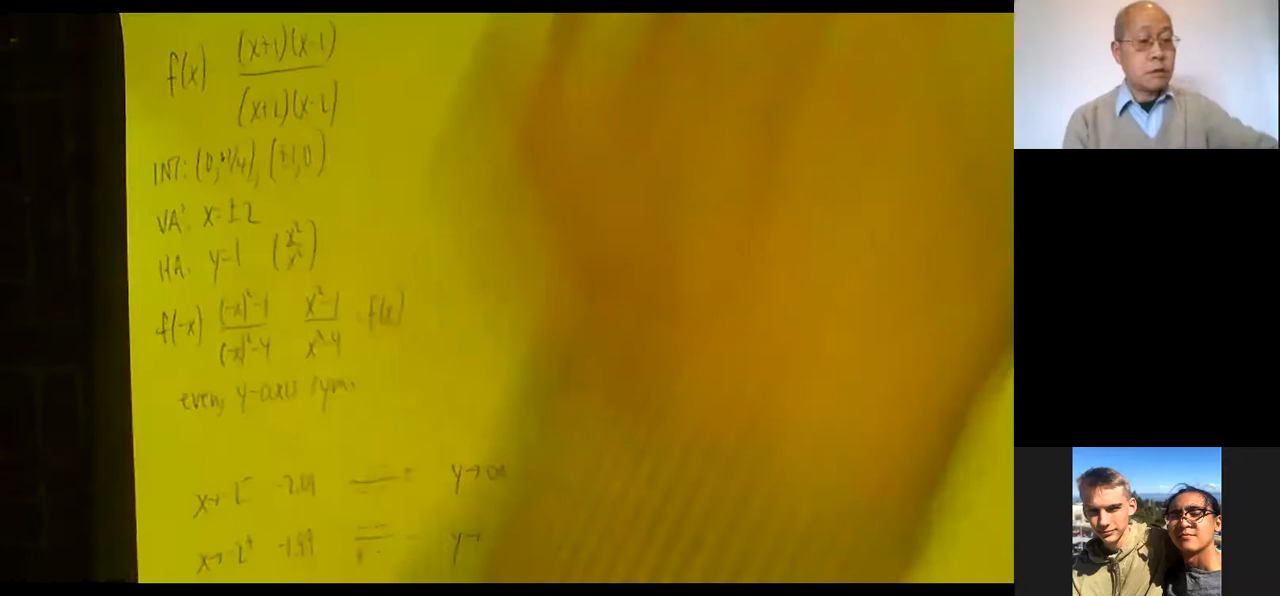 f(x) (x+1)(x-1)
(x+2)(x-2)
INT: (0, 1/4), (±1,0)
VA: x=±2
HA: y=1 (x²/x²)
f(-x) (-x)²-1 x²-1 f(x)
(-x)²-4 x²-4
even, y-axis sym.
x→-2⁻ -2.01 y→∞
x→-2⁺ -1.99 y→